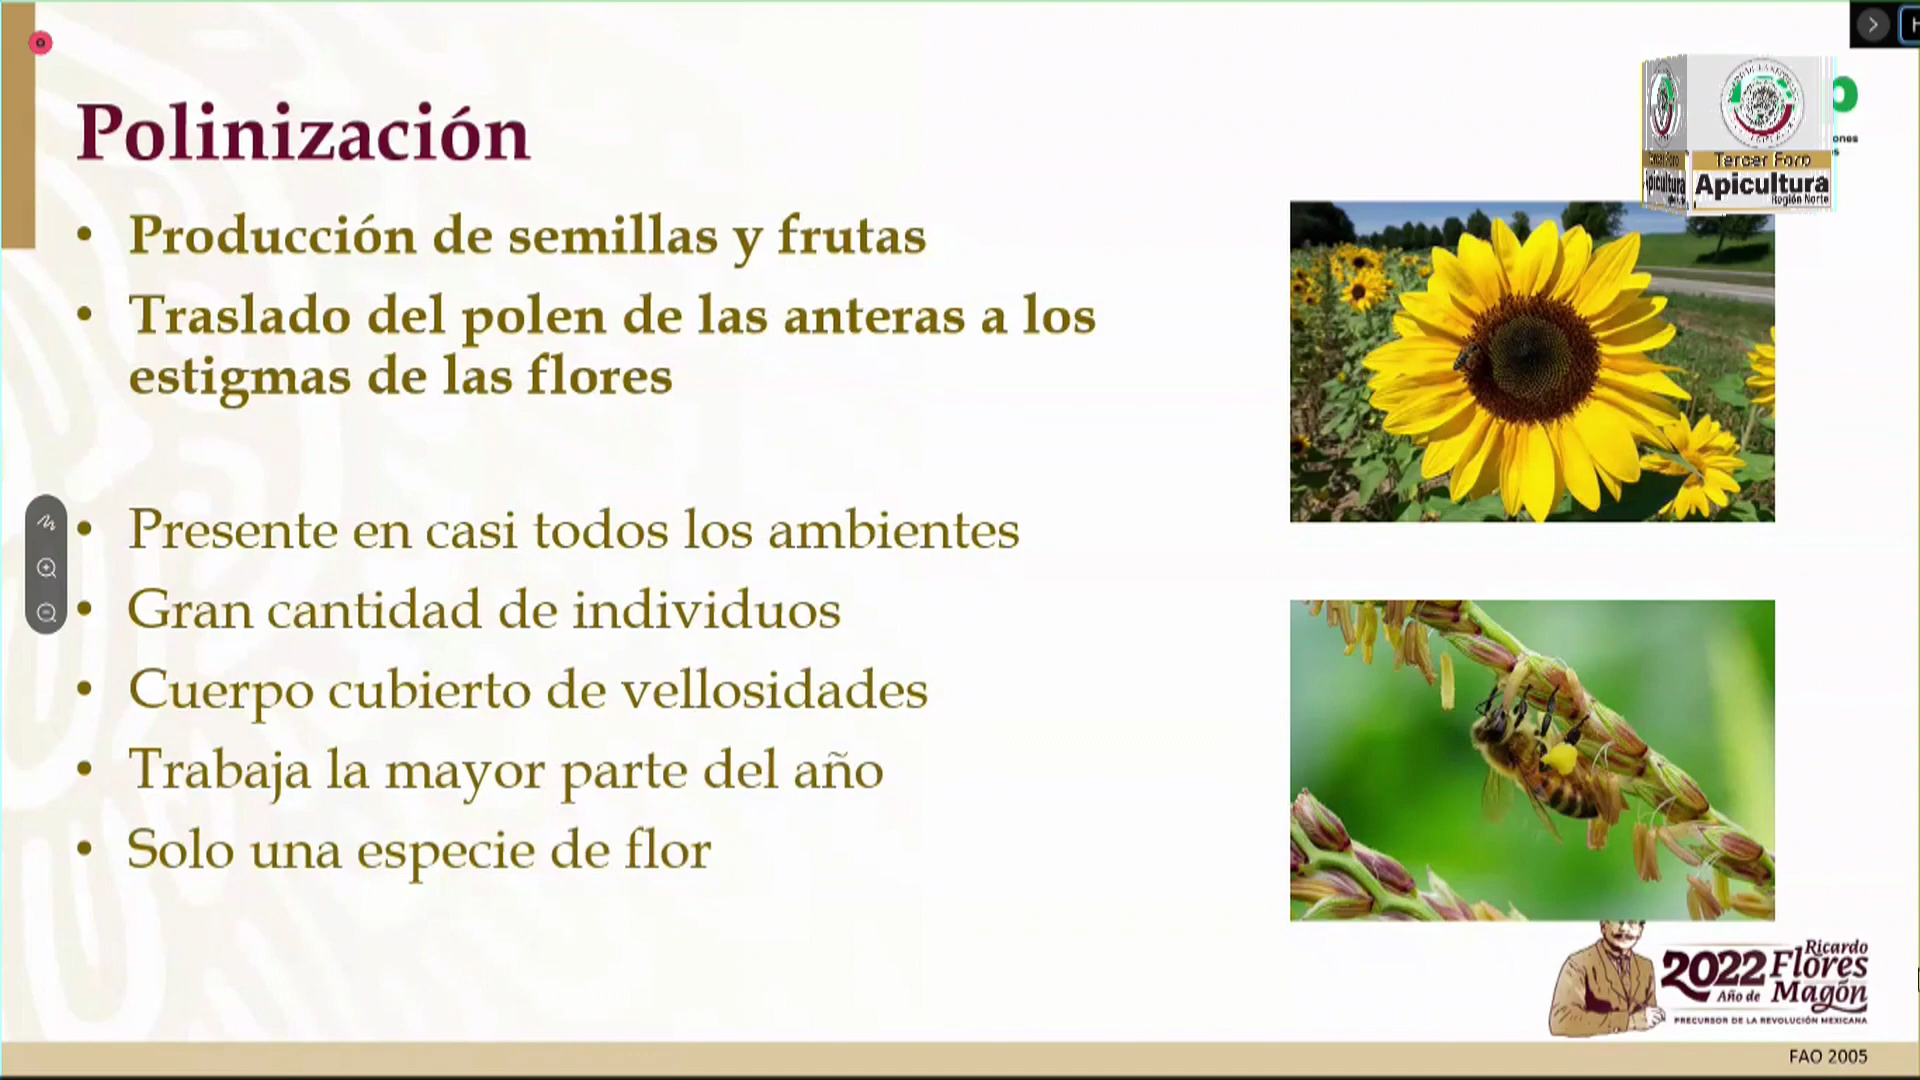 Polinización
• Producción de semillas y frutas
• Traslado del polen de las anteras a los
estigmas de las flores
• Presente en casi todos los ambientes
• Gran cantidad de individuos
• Cuerpo cubierto de vellosidades
• Trabaja la mayor parte del año
• Solo una especie de flor
Tercer Foro
Apicultura
Región Norte
2022 Ricardo
Flores
Año de Magón
PRECURSOR DE LA REVOLUCIÓN MEXICANA
FAO 2005